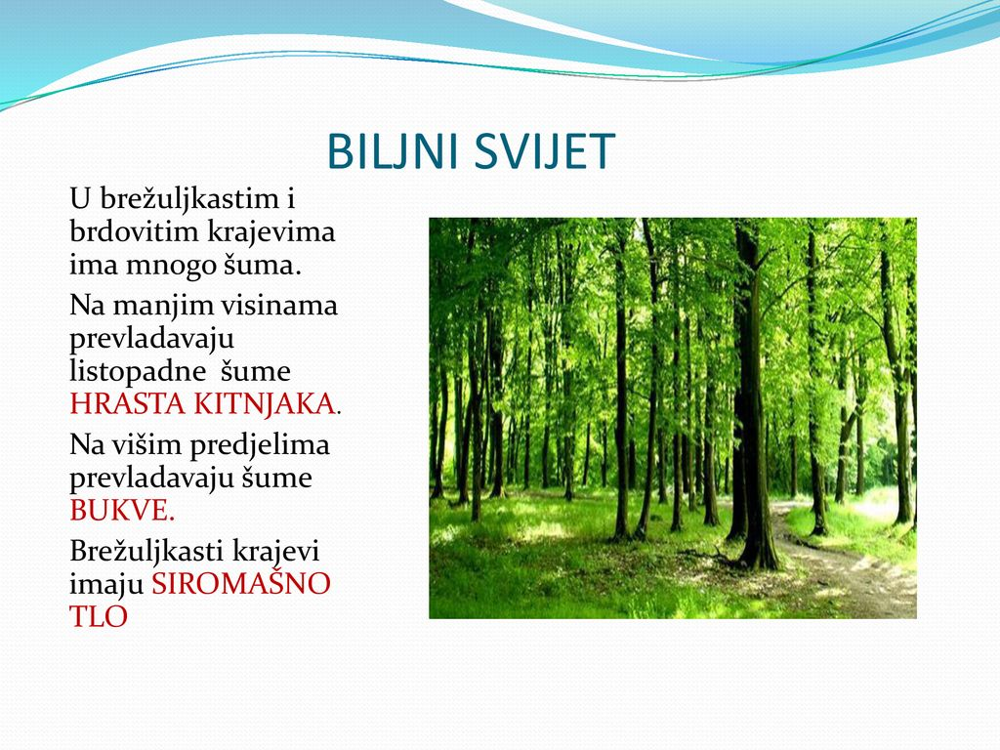 BILJNI SVIJET
U brežuljkastim i
brdovitim krajevima
ima mnogo šuma.
Na manjim visinama
prevladavaju
listopadne šume
HRASTA KITNJAKA.
Na višim predjelima
prevladavaju šume
BUKVE.
Brežuljkasti krajevi
imaju SIROMAŠNO
TLO